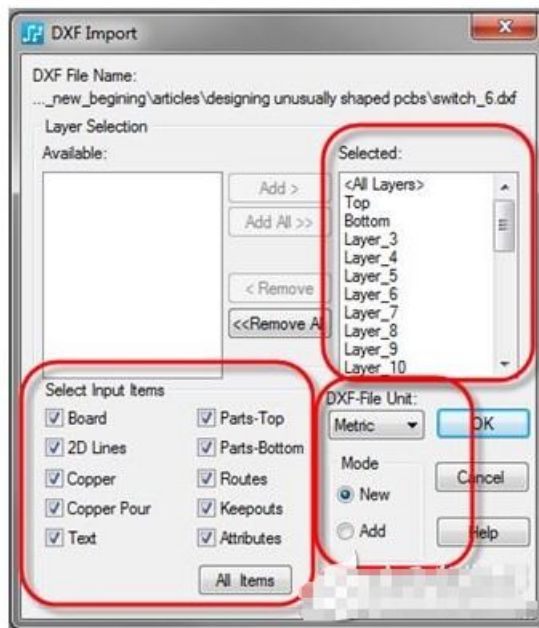 DXF Import
DXF File Name:
..._new_begining\articles\designing unusually shaped pcbs\switch_6.dxf
Layer Selection
Available:
Selected:
Add >
Add All >>
< Remove
<<Remove Al
<All Layers>
Top
Bottom
Layer_3
Layer_4
Layer_5
Layer_6
Layer_7
Layer_8
Layer_9
Layer_10
Select Input Items
Board
Parts-Top
2D Lines
Parts-Bottom
Copper
Routes
Copper Pour
Keepouts
Text
Attributes
All Items
DXF-File Unit:
Metric
Mode
New
Add
OK
Cancel
Help